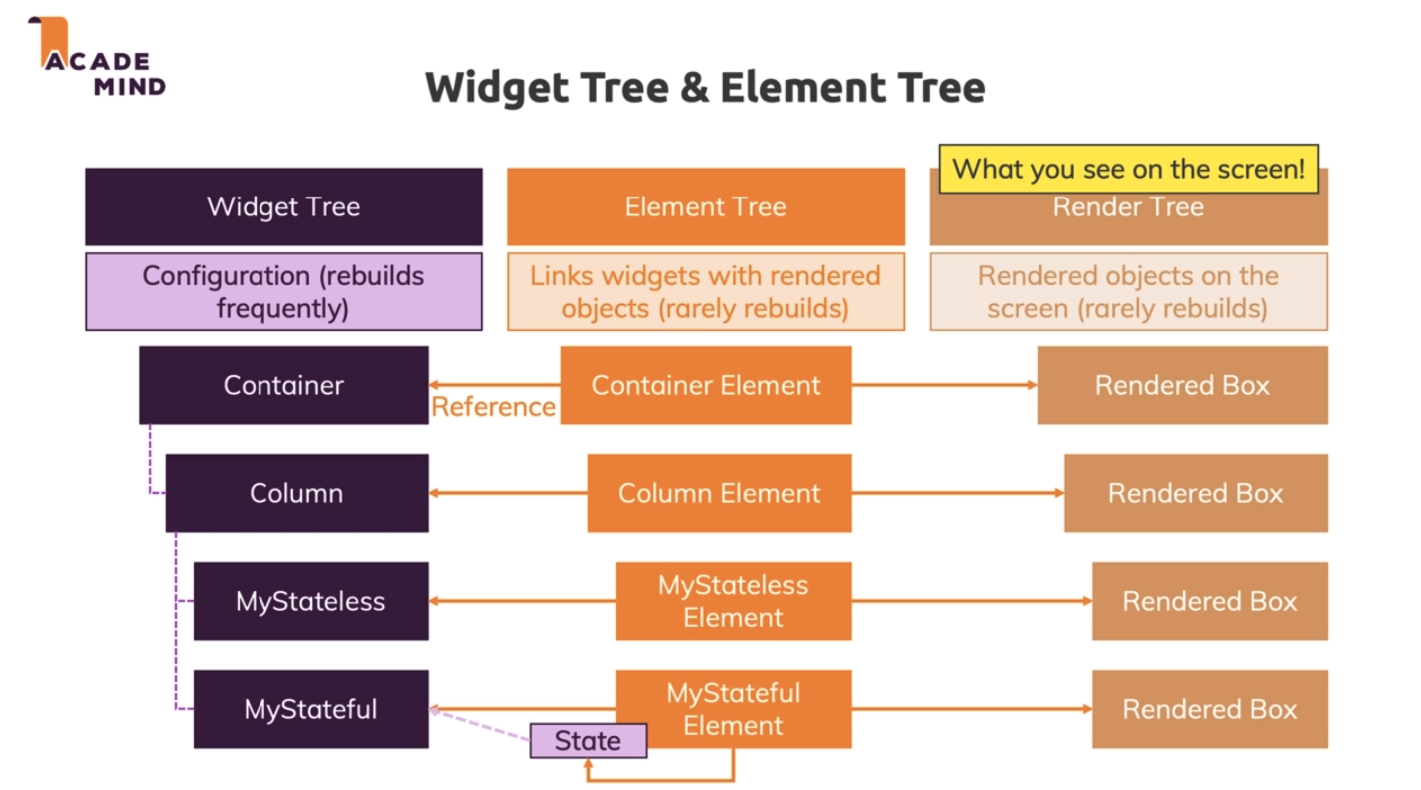 ACADE
MIND
Widget Tree & Element Tree
What you see on the screen!
Widget Tree
Element Tree
Render Tree
Configuration (rebuilds
frequently)
Links widgets with rendered
objects (rarely rebuilds)
Rendered objects on the
screen (rarely rebuilds)
Container
Reference
Container Element
Rendered Box
Column
Column Element
Rendered Box
MyStateless
MyStateless
Element
Rendered Box
MyStateful
MyStateful
Element
Rendered Box
State